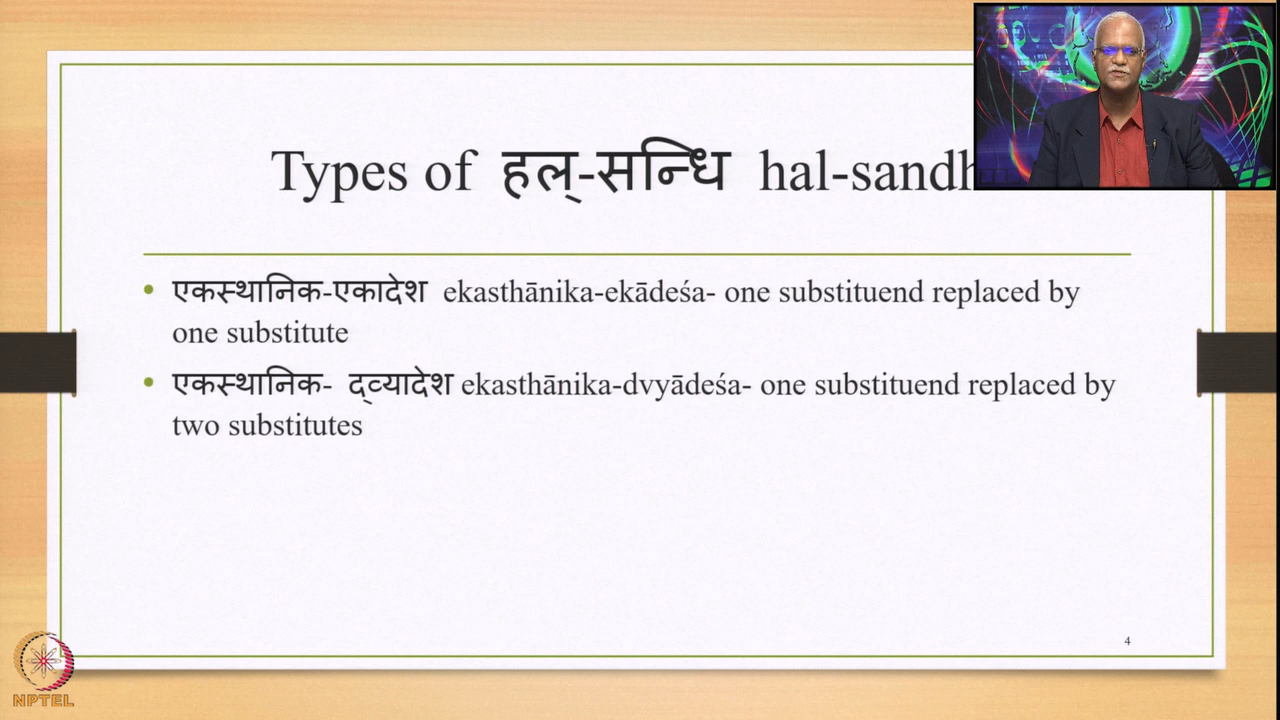 Types of हल्-सन्धि hal-sandh
• एकस्थानिक-एकादेश ekasthānika-ekādeśa- one substituend replaced by
one substitute
• एकस्थानिक- द्व्यादेश ekasthānika-dvyādeśa- one substituend replaced by
two substitutes
4
NPTEL